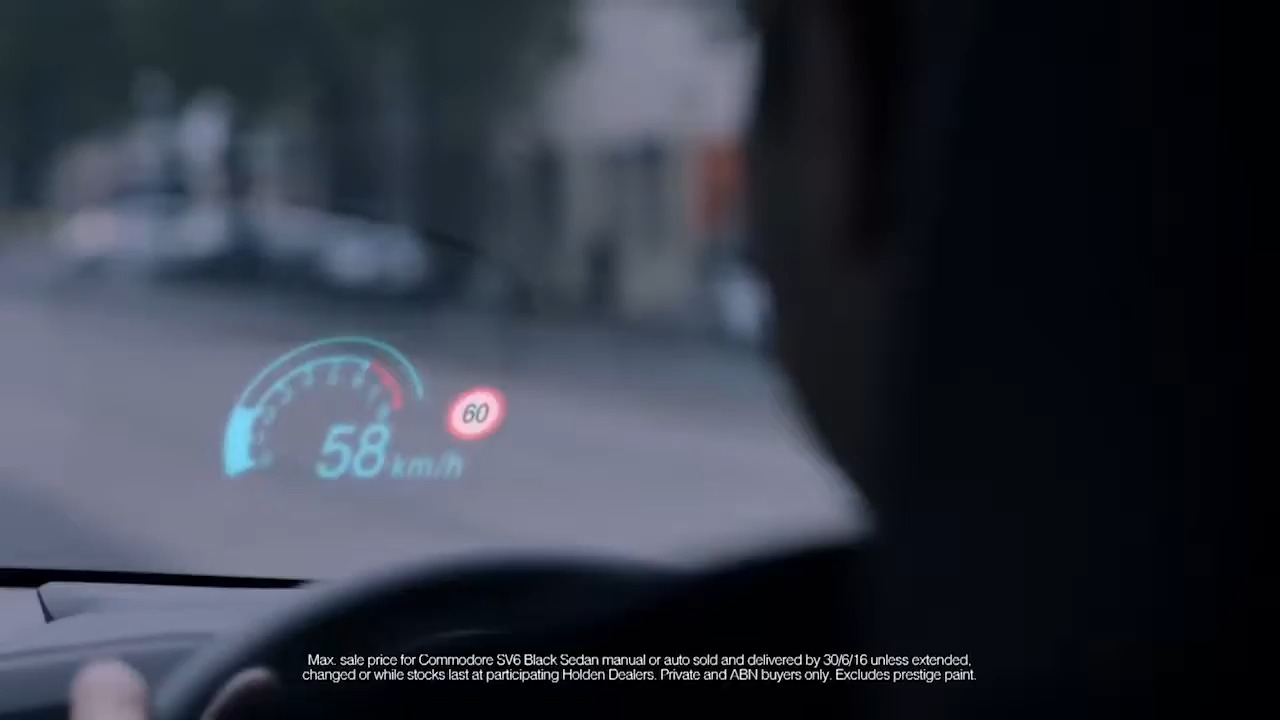 60
58 km/h
Max. sale price for Commodore SV6 Black Sedan manual or auto sold and delivered by 30/6/16 unless extended,
changed or while stocks last at participating Holden Dealers. Private and ABN buyers only. Excludes prestige paint.